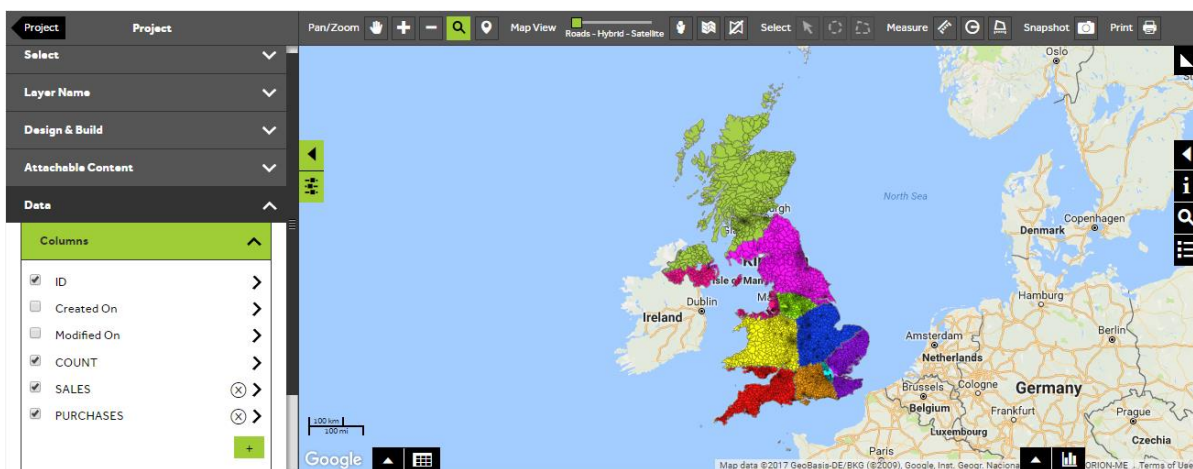 Project
Project
Pan/Zoom
Map View
Roads - Hybrid - Satellite
Select
Measure
Snapshot
Print
Select
Layer Name
Design & Build
Attachable Content
Data
Columns
ID
Created On
Modified On
COUNT
SALES
PURCHASES
+
Oslo
North Sea
Copenhagen
Denmark
Isle of Man
Dublin
Ireland
Hamburg
Amsterdam
Netherlands
Berlin
Brussels
Cologne
Belgium
Germany
Frankfurt
Luxembourg
Prague
Czechia
Paris
100 km
100 mi
Google
Map data ©2017 GeoBasis-DE/BKG (©2009), Google, Inst. Geogr. Naciona
ORION-ME
Terms of Use